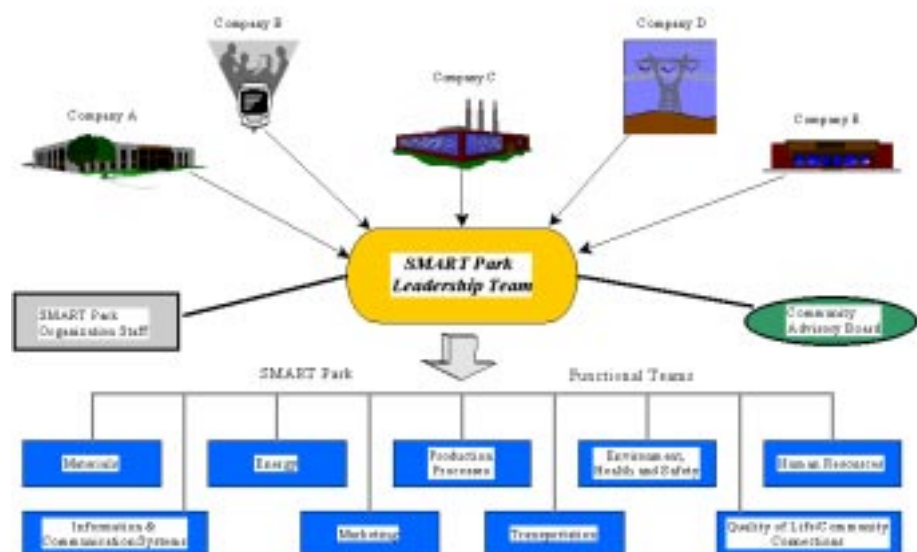 Company B
Company D
Company C
Company A
Company E
SMART Park
Leadership Team
SMART Park
Organization Staff
Community
Advisory Board
SMART Park
Functional Teams
Materials
Energy
Production
Processes
Environment,
Health and Safety
Human Resources
Information &
Communication Systems
Marketing
Transportation
Quality of Life/Community
Connections